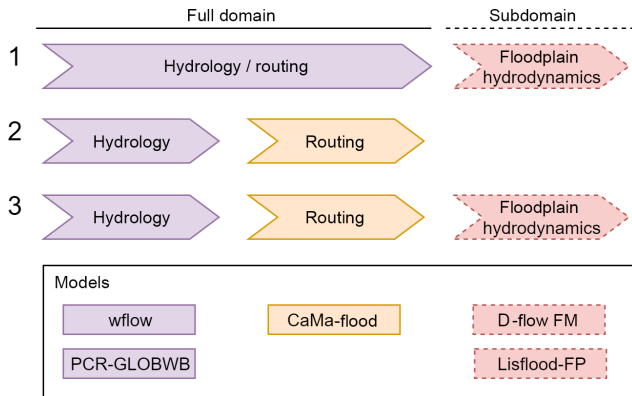 Full domain
Subdomain
1
Hydrology / routing
Floodplain
hydrodynamics
2
Hydrology
Routing
3
Hydrology
Routing
Floodplain
hydrodynamics
Models
wflow
CaMa-flood
D-flow FM
PCR-GLOBWB
Lisflood-FP